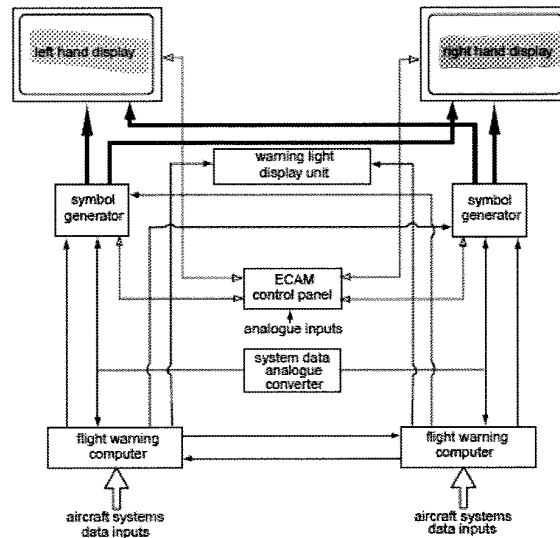 left hand display
right hand display
warning light
display unit
symbol
generator
symbol
generator
ECAM
control panel
analogue inputs
system data
analogue
converter
flight warning
computer
flight warning
computer
aircraft systems
data inputs
aircraft systems
data inputs